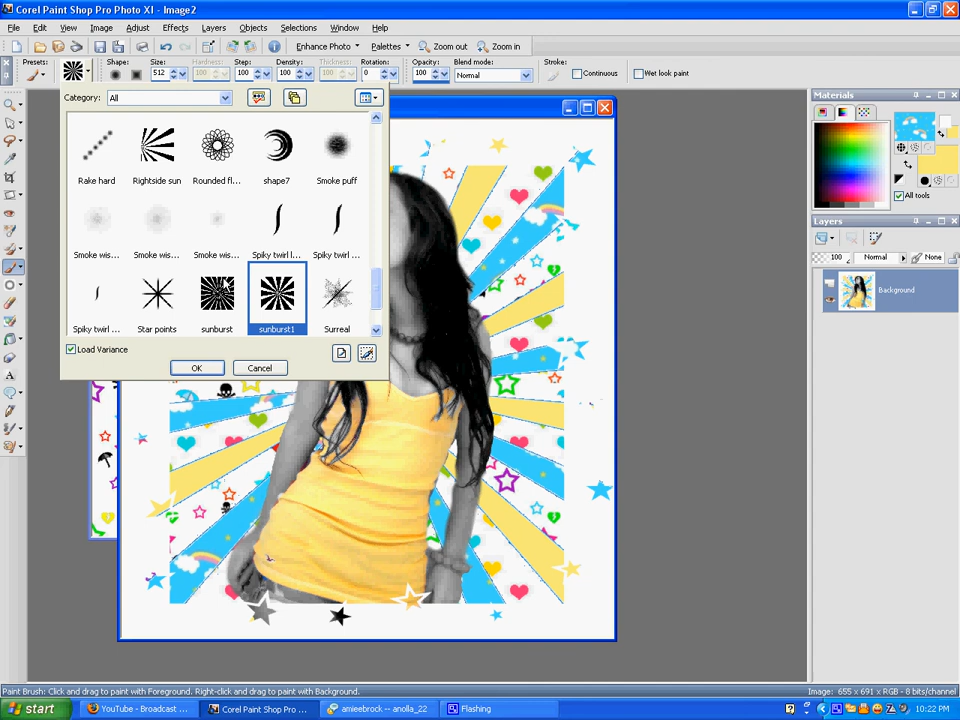 Corel Paint Shop Pro Photo XI - Image2
File Edit View Image Adjust Effects Layers Objects Selections Window Help
Enhance Photo Palettes Zoom out Zoom in
Presets: Shape: Size: Hardness: Step: Density: Thickness: Rotation: Opacity: Blend mode: Stroke:
512 100 100 100 100 0 100 Normal Continuous Wet look paint
Category: All
Rake hard Rightside sun Rounded fl... shape7 Smoke puff
Smoke wis... Smoke wis... Smoke wis... Spiky twirl l... Spiky twirl ...
Spiky twirl ... Star points sunburst sunburst1 Surreal
Load Variance
OK Cancel
Materials
All tools
Layers
100 Normal None
Background
Paint Brush: Click and drag to paint with Foreground. Right-click and drag to paint with Background.
Image: 655 x 691 x RGB - 8 bits/channel
start YouTube - Broadcast ... Corel Paint Shop Pro ... amieebrock -- anolla_22 Flashing 10:22 PM